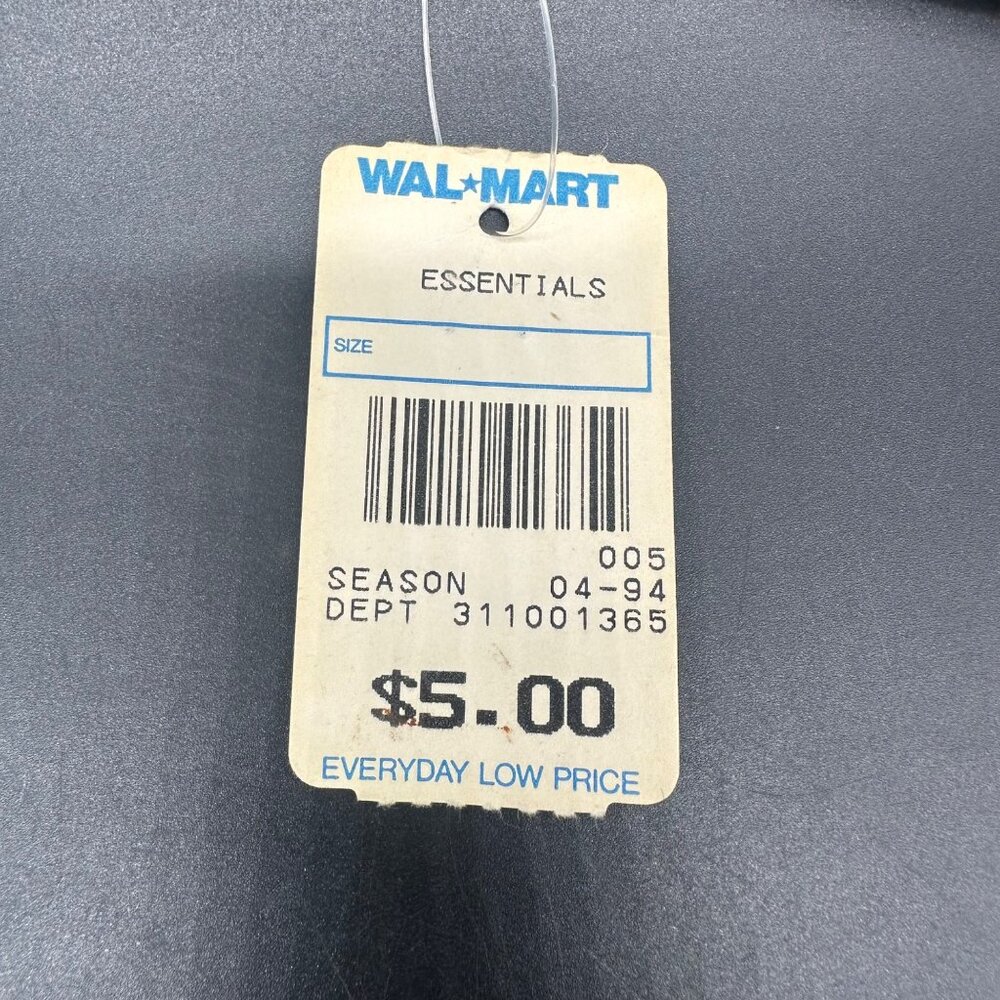 WAL★MART
ESSENTIALS
SIZE
005
SEASON 04-94
DEPT 311001365
$5.00
EVERYDAY LOW PRICE